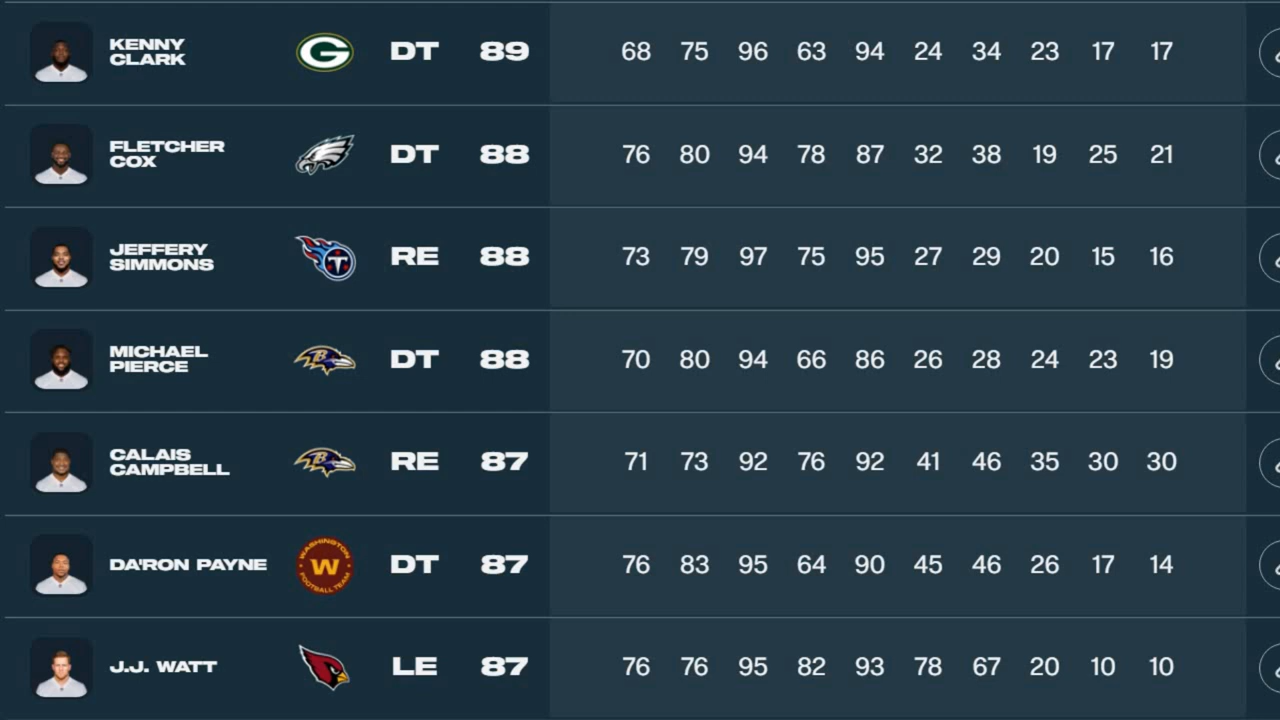 KENNY
CLARK
G
DT 89 68 75 96 63 94 24 34 23 17 17
FLETCHER
COX
DT 88 76 80 94 78 87 32 38 19 25 21
JEFFERY
SIMMONS
T
RE 88 73 79 97 75 95 27 29 20 15 16
MICHAEL
PIERCE
B
DT 88 70 80 94 66 86 26 28 24 23 19
CALAIS
CAMPBELL
B
RE 87 71 73 92 76 92 41 46 35 30 30
DA'RON PAYNE
WASHINGTON
W
FOOTBALL TEAM
DT 87 76 83 95 64 90 45 46 26 17 14
J.J. WATT LE 87 76 76 95 82 93 78 67 20 10 10